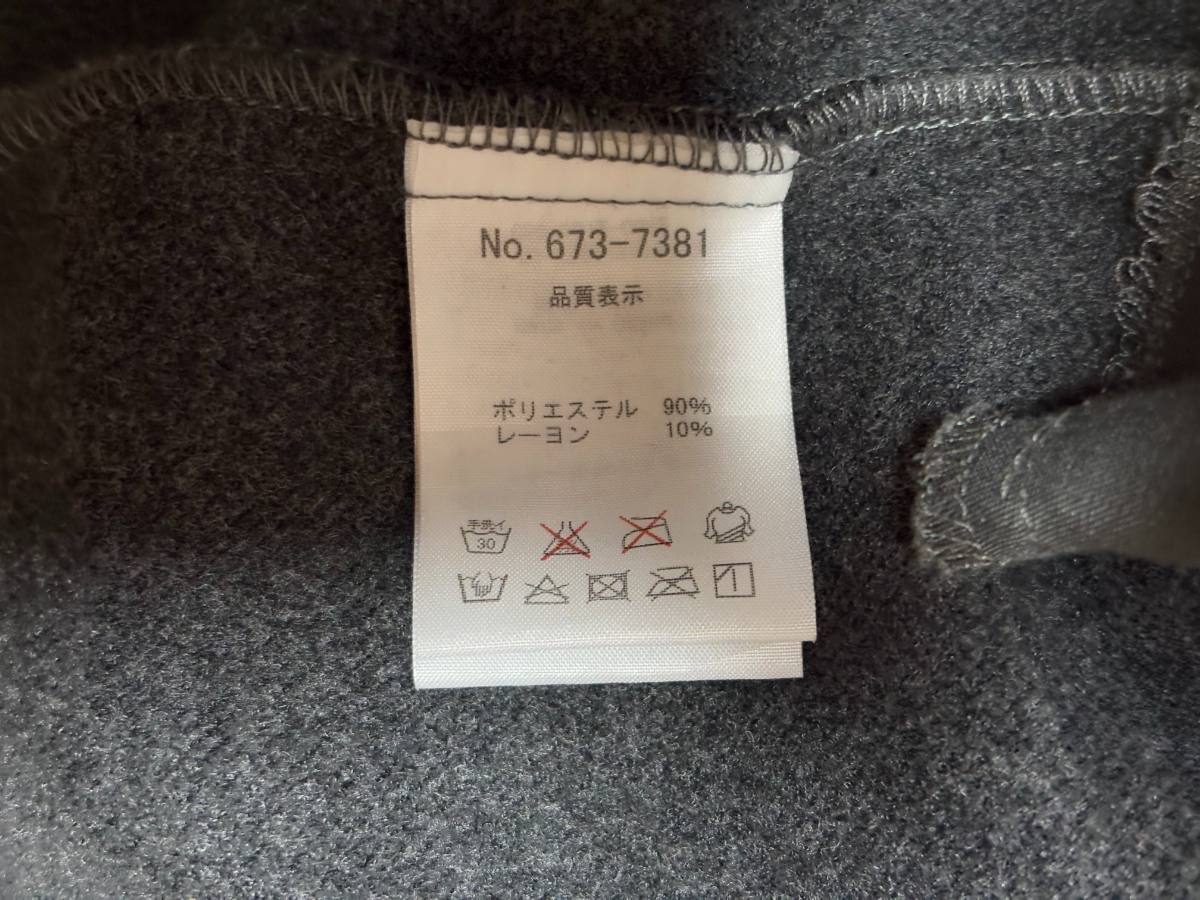 No. 673-7381
品質表示
ポリエステル 90%
レーヨン 10%
手洗イ
30